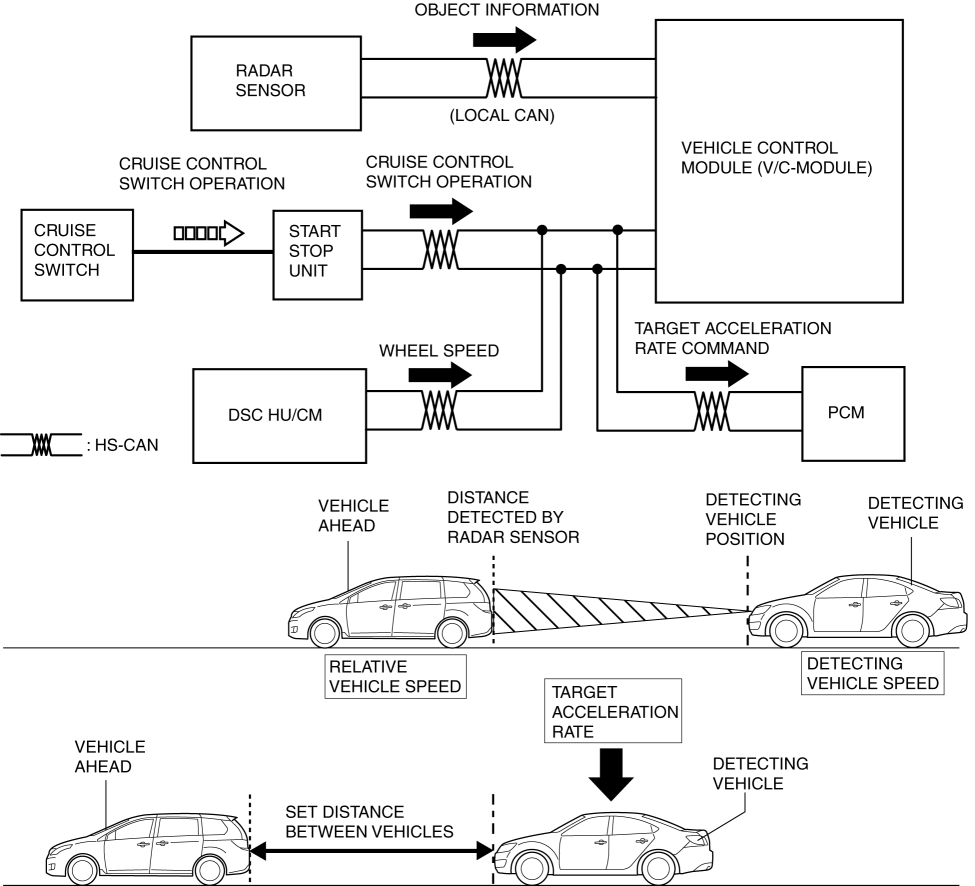 OBJECT INFORMATION
RADAR
SENSOR
(LOCAL CAN)
VEHICLE CONTROL
MODULE (V/C-MODULE)
CRUISE CONTROL
SWITCH OPERATION
CRUISE CONTROL
SWITCH OPERATION
CRUISE
CONTROL
SWITCH
START
STOP
UNIT
TARGET ACCELERATION
RATE COMMAND
WHEEL SPEED
DSC HU/CM
PCM
: HS-CAN
VEHICLE
AHEAD
DISTANCE
DETECTED BY
RADAR SENSOR
DETECTING
VEHICLE
POSITION
DETECTING
VEHICLE
RELATIVE
VEHICLE SPEED
DETECTING
VEHICLE SPEED
TARGET
ACCELERATION
RATE
VEHICLE
AHEAD
DETECTING
VEHICLE
SET DISTANCE
BETWEEN VEHICLES